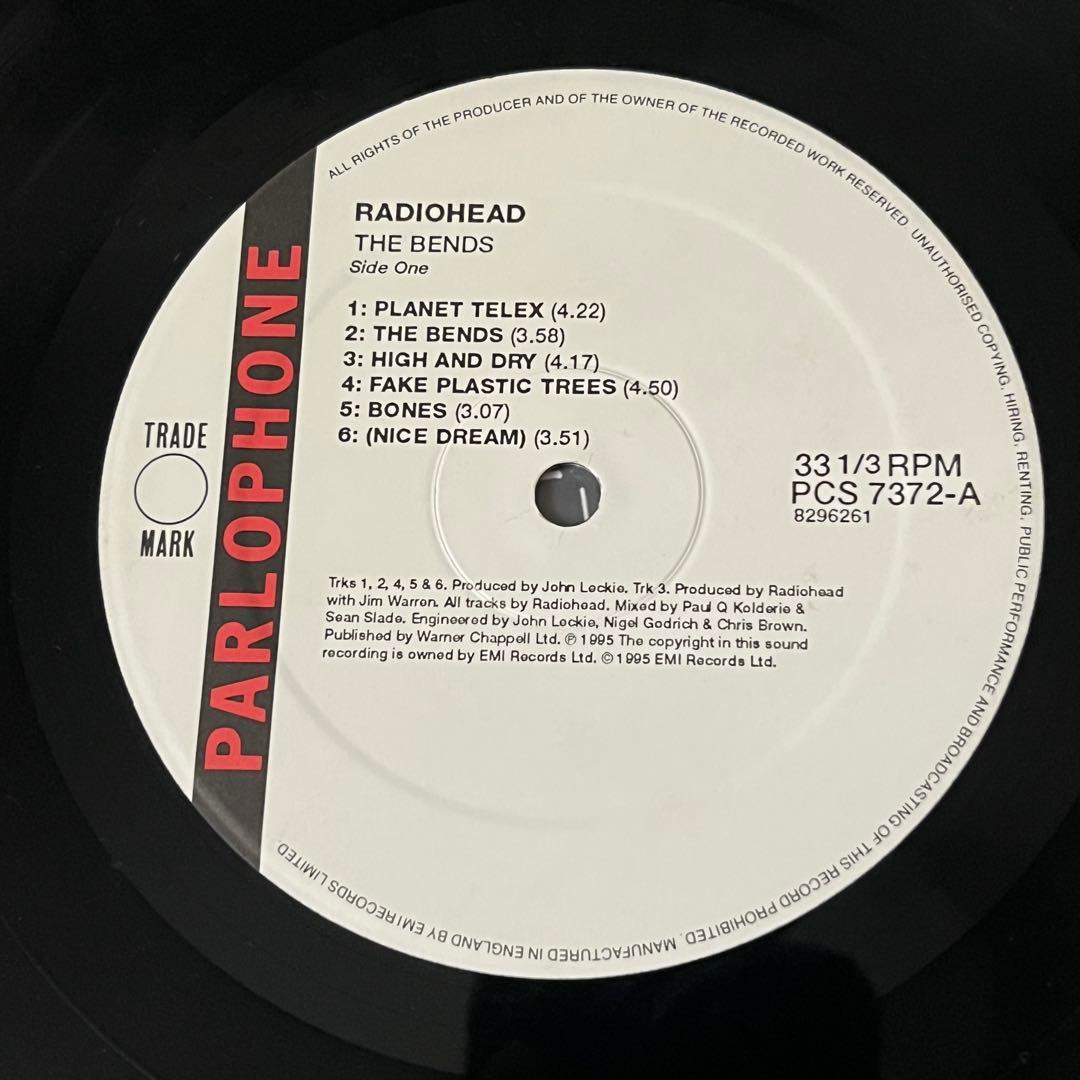 ALL RIGHTS OF THE PRODUCER AND OF THE OWNER OF THE RECORDED WORK RESERVED. UNAUTHORISED COPYING, HIRING, RENTING, PUBLIC PERFORMANCE AND BROADCASTING OF THIS RECORD PROHIBITED. MANUFACTURED IN ENGLAND BY EMI RECORDS LIMITED.
PARLOPHONE
TRADE
MARK
RADIOHEAD
THE BENDS
Side One
1: PLANET TELEX (4.22)
2: THE BENDS (3.58)
3: HIGH AND DRY (4.17)
4: FAKE PLASTIC TREES (4.50)
5: BONES (3.07)
6: (NICE DREAM) (3.51)
33 1/3 RPM
PCS 7372-A
8296261
Trks 1, 2, 4, 5 & 6. Produced by John Leckie. Trk 3. Produced by Radiohead
with Jim Warren. All tracks by Radiohead. Mixed by Paul Q Kolderie &
Sean Slade. Engineered by John Leckie, Nigel Godrich & Chris Brown.
Published by Warner Chappell Ltd. ℗ 1995 The copyright in this sound
recording is owned by EMI Records Ltd. © 1995 EMI Records Ltd.